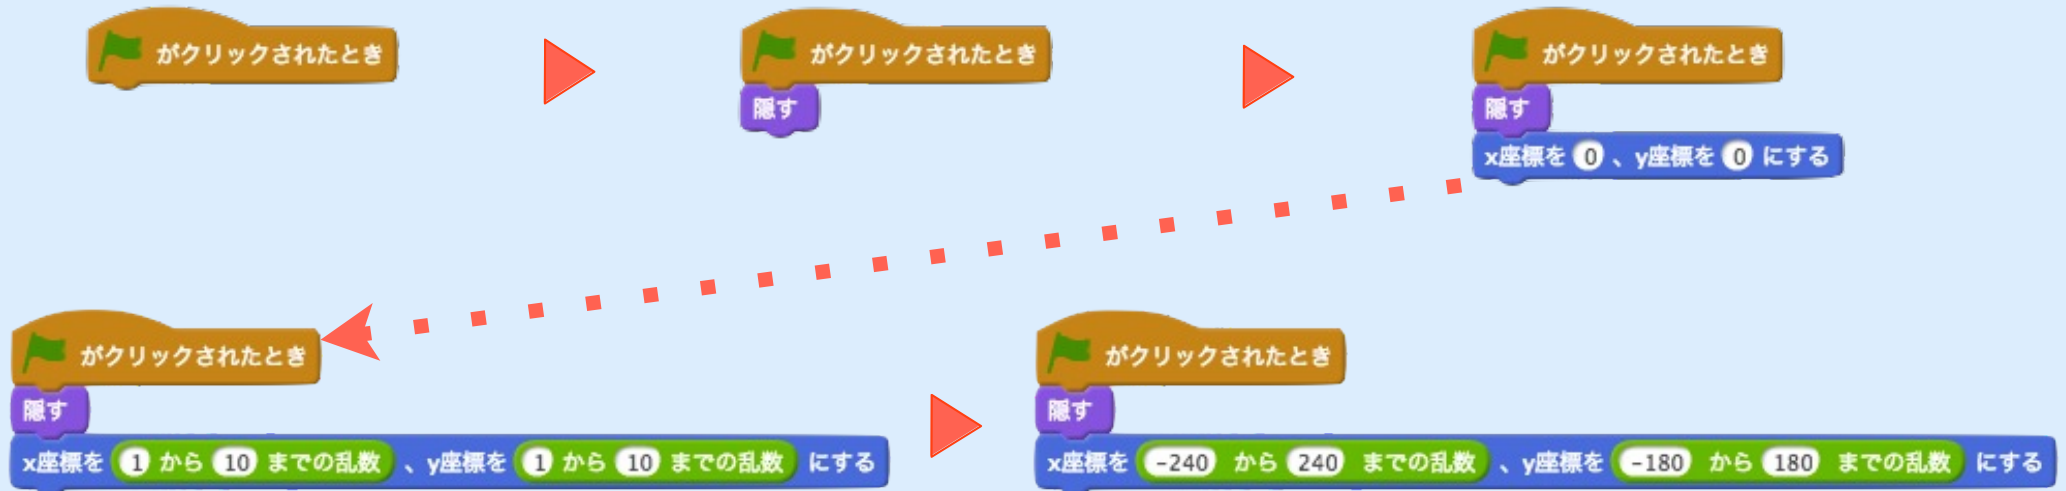 がクリックされたとき
がクリックされたとき
隠す
がクリックされたとき
隠す
x座標を 0 、y座標を 0 にする
がクリックされたとき
隠す
x座標を 1 から 10 までの乱数 、y座標を 1 から 10 までの乱数 にする
がクリックされたとき
隠す
x座標を -240 から 240 までの乱数 、y座標を -180 から 180 までの乱数 にする